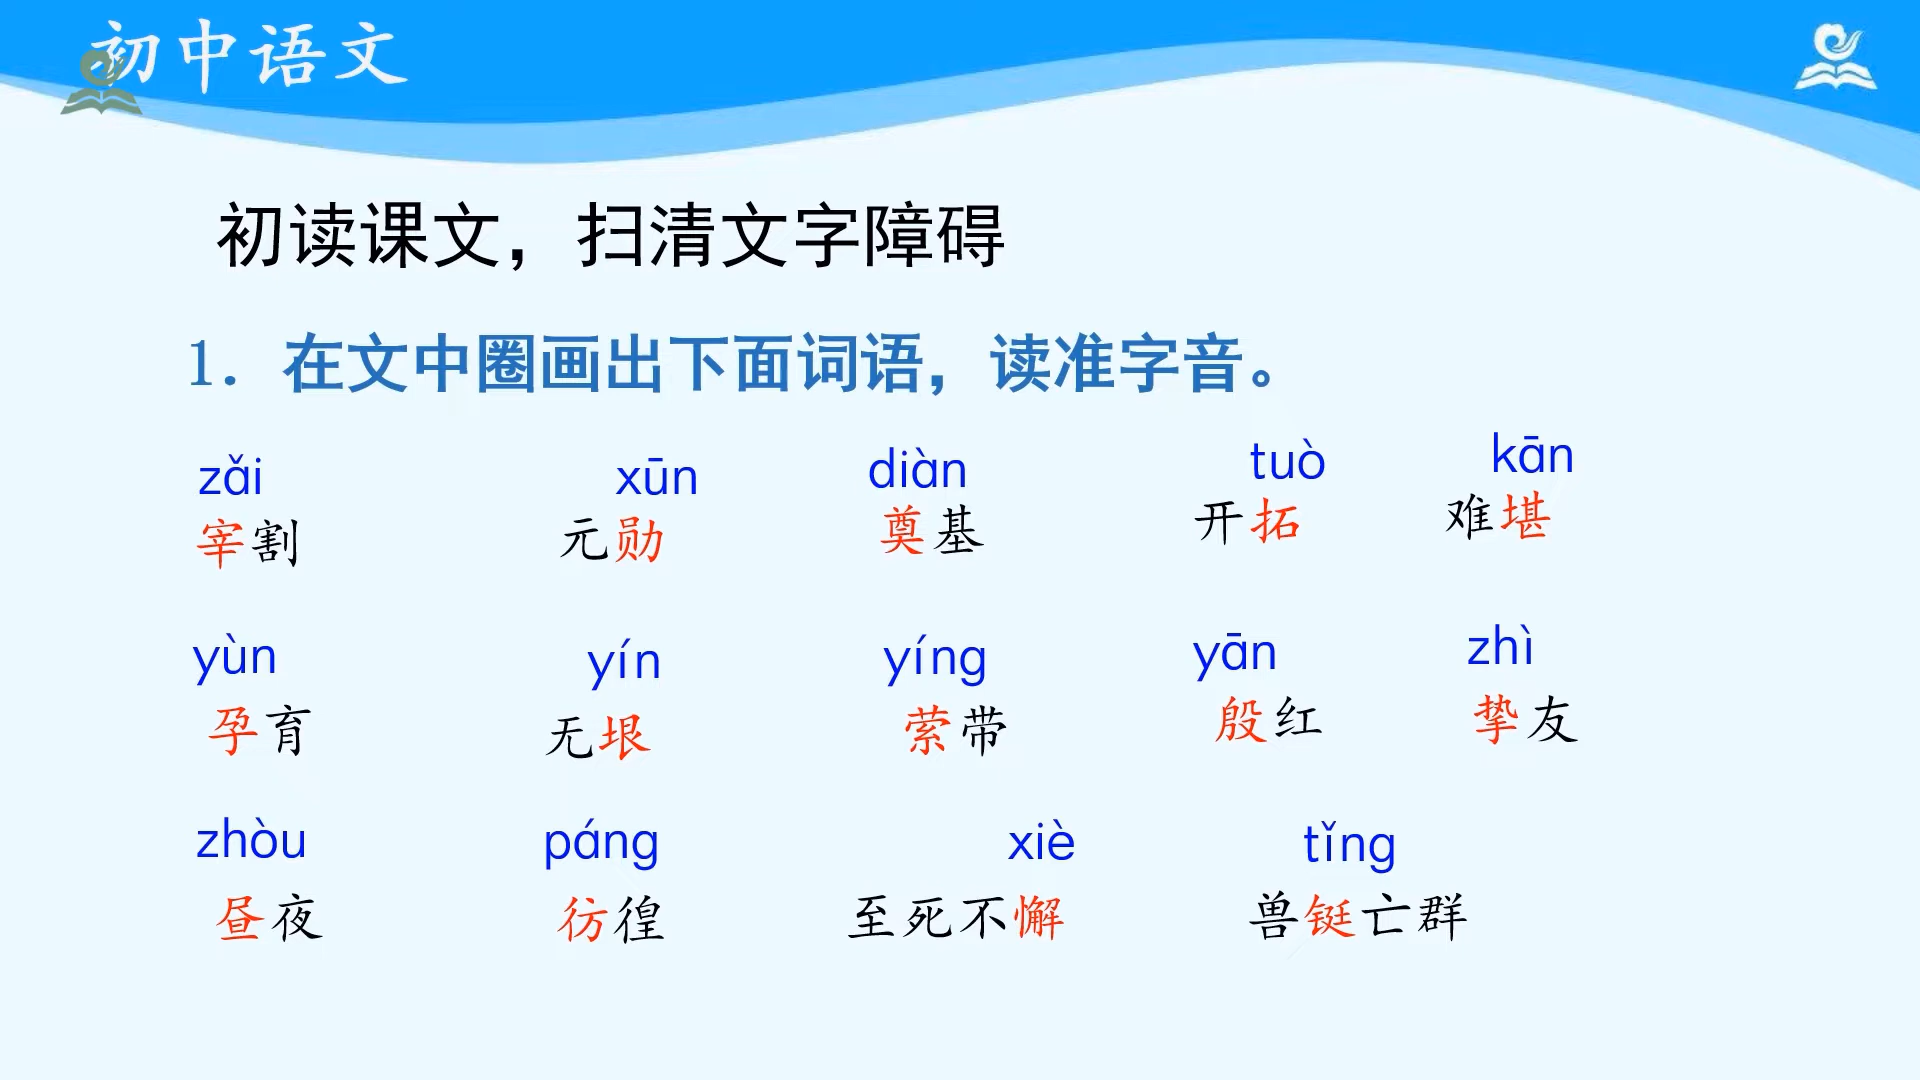 初中语文
初读课文，扫清文字障碍
1. 在文中圈画出下面词语，读准字音。
zǎi xūn diàn tuò kān
宰割 元勋 奠基 开拓 难堪
yùn yín yíng yān zhì
孕育 无垠 萦带 殷红 挚友
zhòu páng xiè tǐng
昼夜 彷徨 至死不懈 兽铤亡群